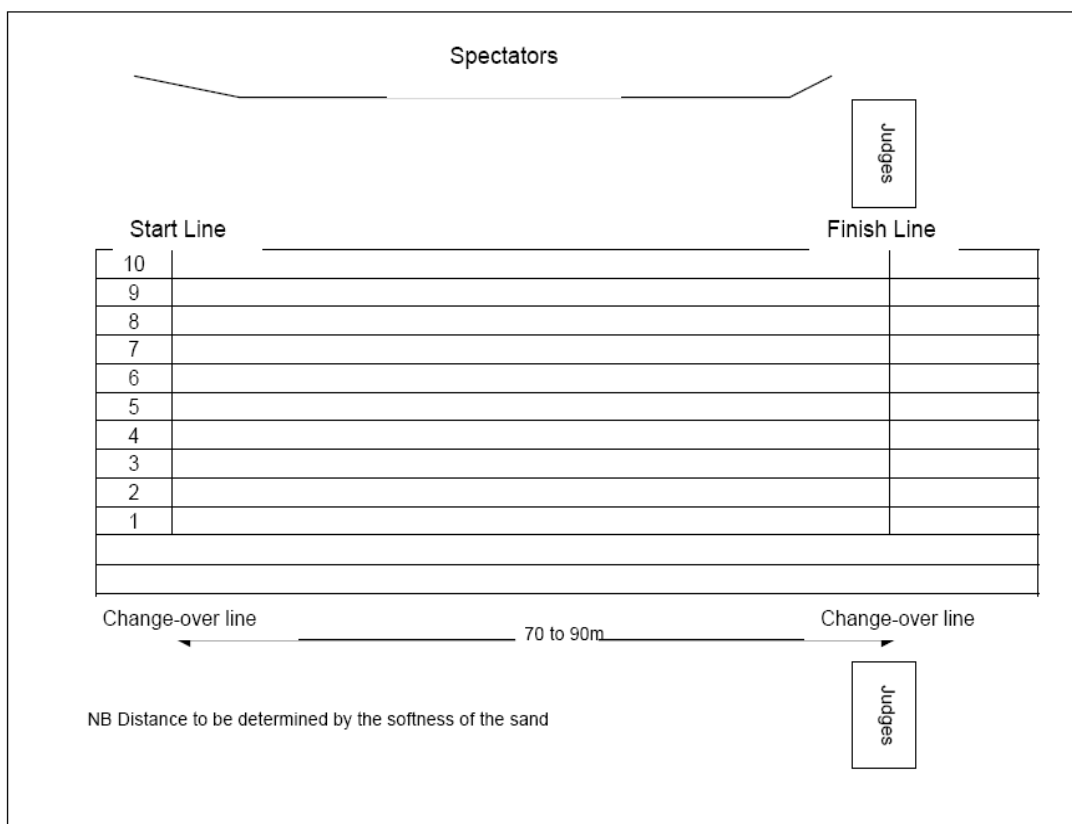 Spectators
Judges
Start Line
Finish Line
10
9
8
7
6
5
4
3
2
1
Change-over line
Change-over line
70 to 90m
Judges
NB Distance to be determined by the softness of the sand